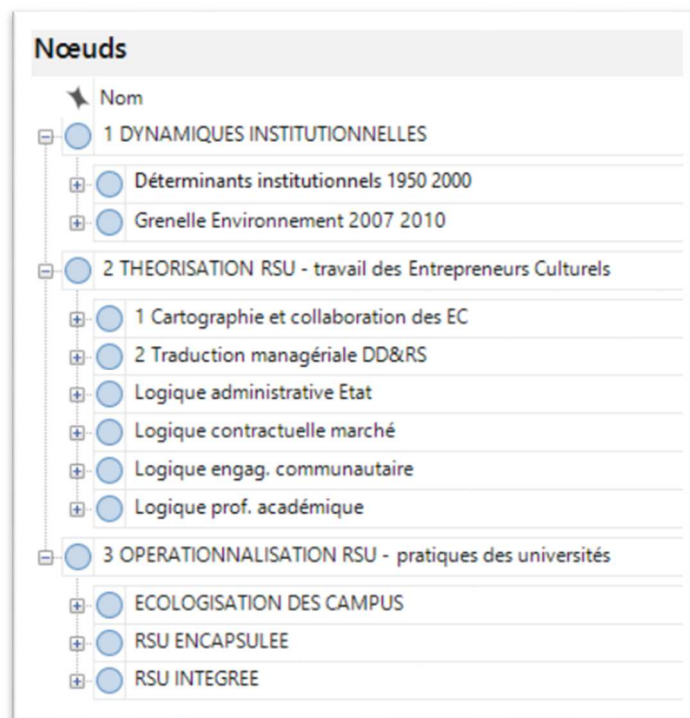 Nœuds
Nom
1 DYNAMIQUES INSTITUTIONNELLES
Déterminants institutionnels 1950 2000
Grenelle Environnement 2007 2010
2 THEORISATION RSU - travail des Entrepreneurs Culturels
1 Cartographie et collaboration des EC
2 Traduction managériale DD&RS
Logique administrative Etat
Logique contractuelle marché
Logique engag. communautaire
Logique prof. académique
3 OPERATIONNALISATION RSU - pratiques des universités
ECOLOGISATION DES CAMPUS
RSU ENCAPSULEE
RSU INTEGREE